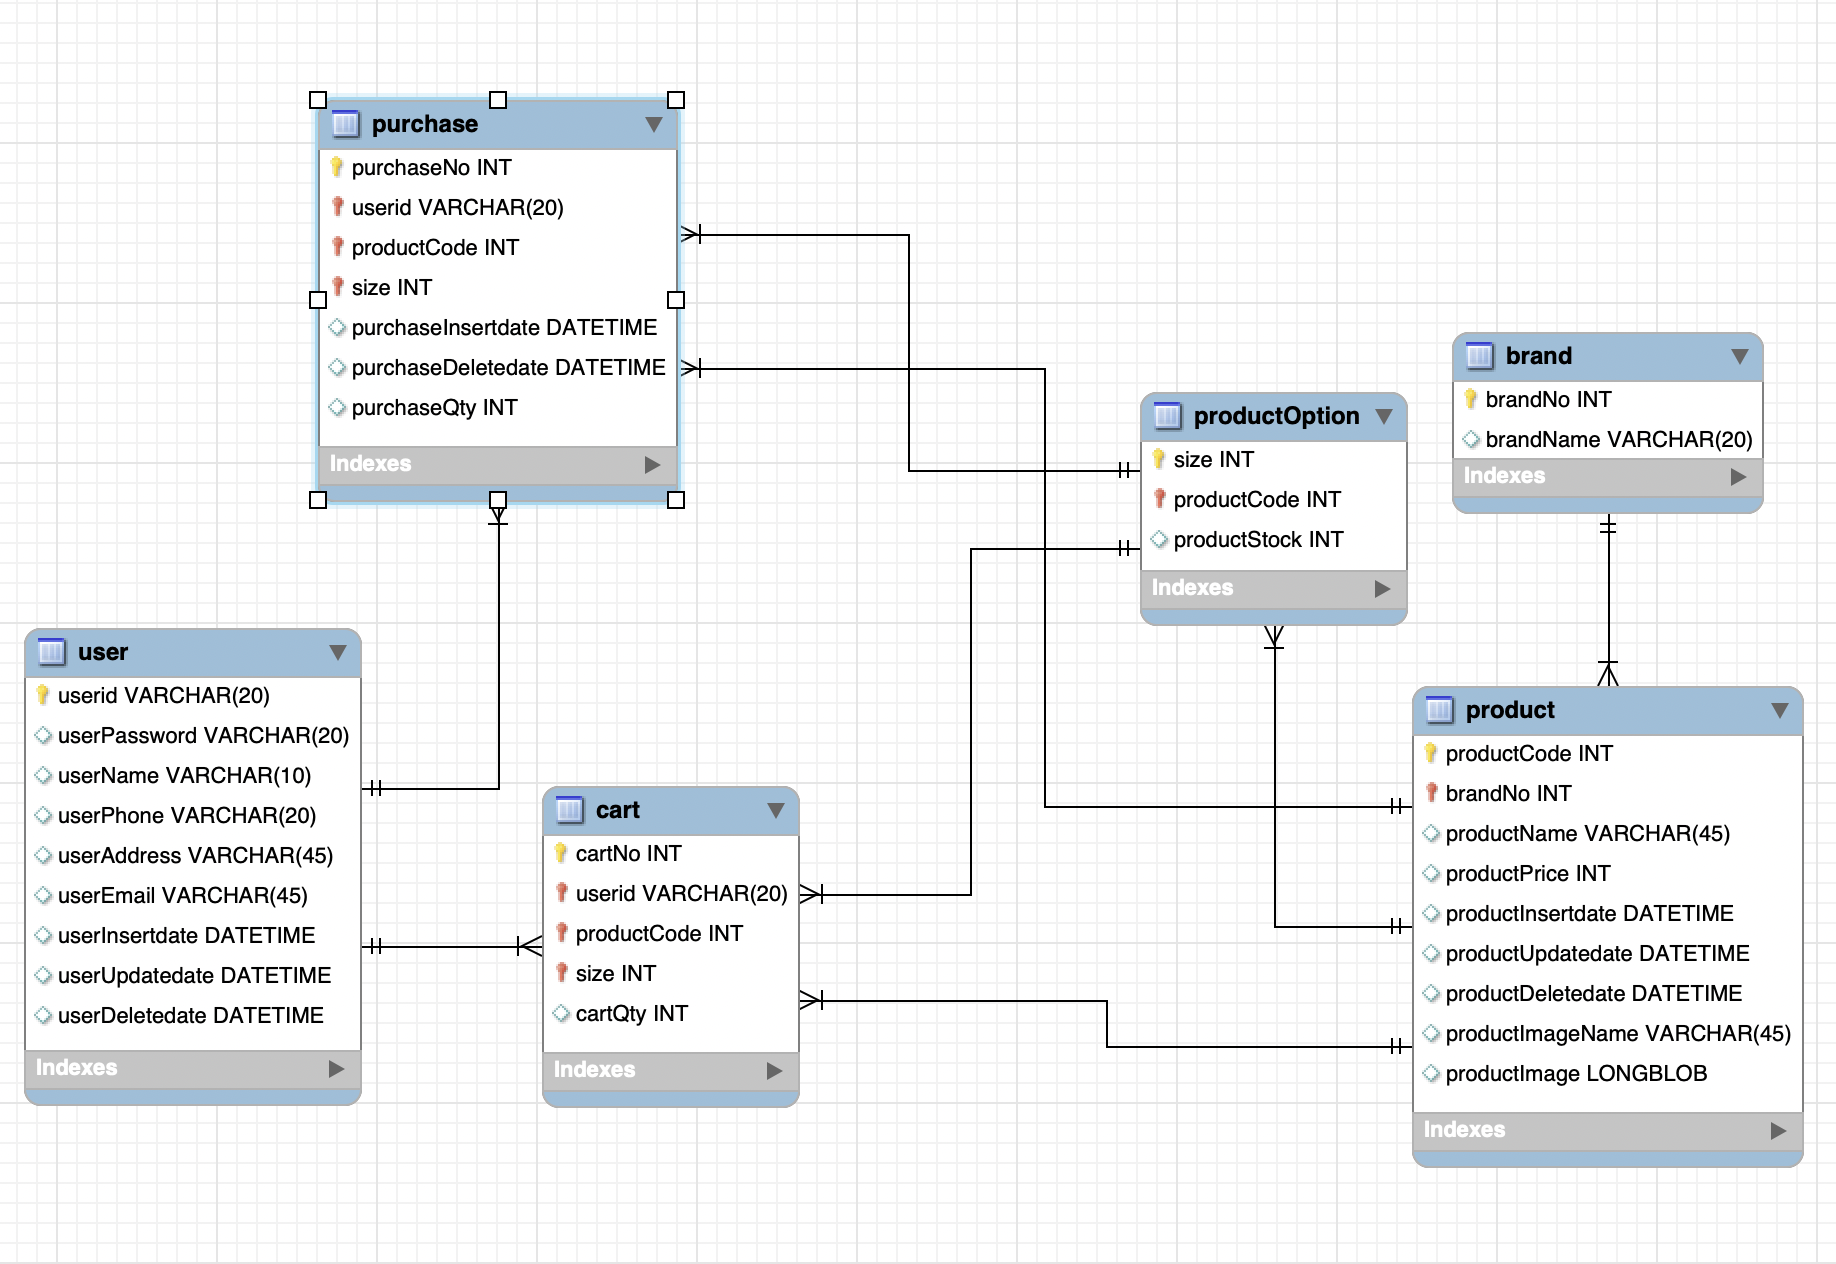 purchase
purchaseNo INT
userid VARCHAR(20)
productCode INT
size INT
purchaseInsertdate DATETIME
purchaseDeletedate DATETIME
purchaseQty INT
Indexes
brand
brandNo INT
brandName VARCHAR(20)
Indexes
productOption
size INT
productCode INT
productStock INT
Indexes
user
userid VARCHAR(20)
userPassword VARCHAR(20)
userName VARCHAR(10)
userPhone VARCHAR(20)
userAddress VARCHAR(45)
userEmail VARCHAR(45)
userInsertdate DATETIME
userUpdatedate DATETIME
userDeletedate DATETIME
Indexes
cart
cartNo INT
userid VARCHAR(20)
productCode INT
size INT
cartQty INT
Indexes
product
productCode INT
brandNo INT
productName VARCHAR(45)
productPrice INT
productInsertdate DATETIME
productUpdatedate DATETIME
productDeletedate DATETIME
productImageName VARCHAR(45)
productImage LONGBLOB
Indexes